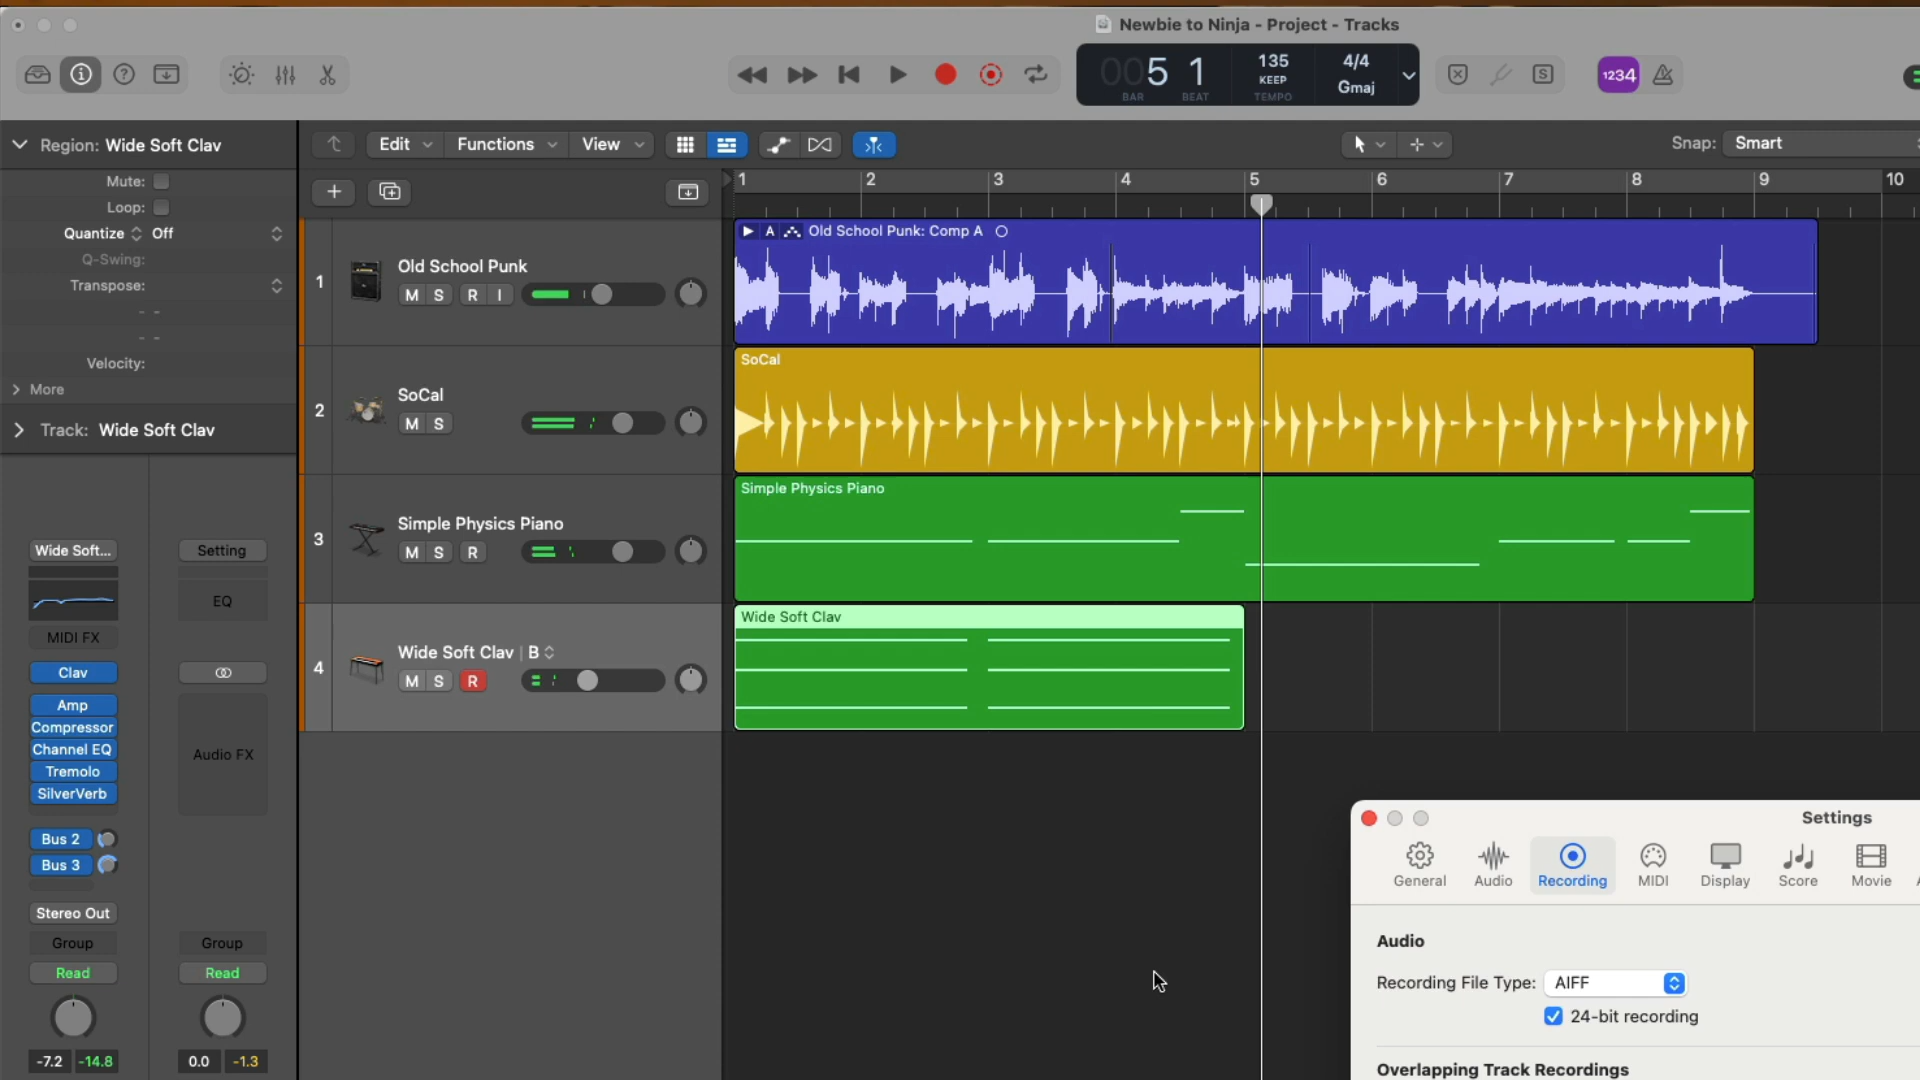 Newbie to Ninja - Project - Tracks
005 1
BAR BEAT
135
KEEP
TEMPO
4/4
Gmaj
1234
S
Region: Wide Soft Clav
Edit Functions View
Snap: Smart
Mute:
Loop:
Quantize Off
Q-Swing:
Transpose:
Velocity:
More
Track: Wide Soft Clav
1 2 3 4 5 6 7 8 9 10
1 Old School Punk
M S R I
A Old School Punk: Comp A
2 SoCal
M S
SoCal
3 Simple Physics Piano
M S R
Simple Physics Piano
4 Wide Soft Clav B
M S R
Wide Soft Clav
Wide Soft... Setting
EQ
MIDI FX
Clav
Amp
Compressor
Channel EQ
Audio FX
Tremolo
SilverVerb
Bus 2
Bus 3
Stereo Out
Group Group
Read Read
-7.2 -14.8 0.0 -1.3
Settings
General Audio Recording MIDI Display Score Movie
Audio
Recording File Type: AIFF
24-bit recording
Overlapping Track Recordings